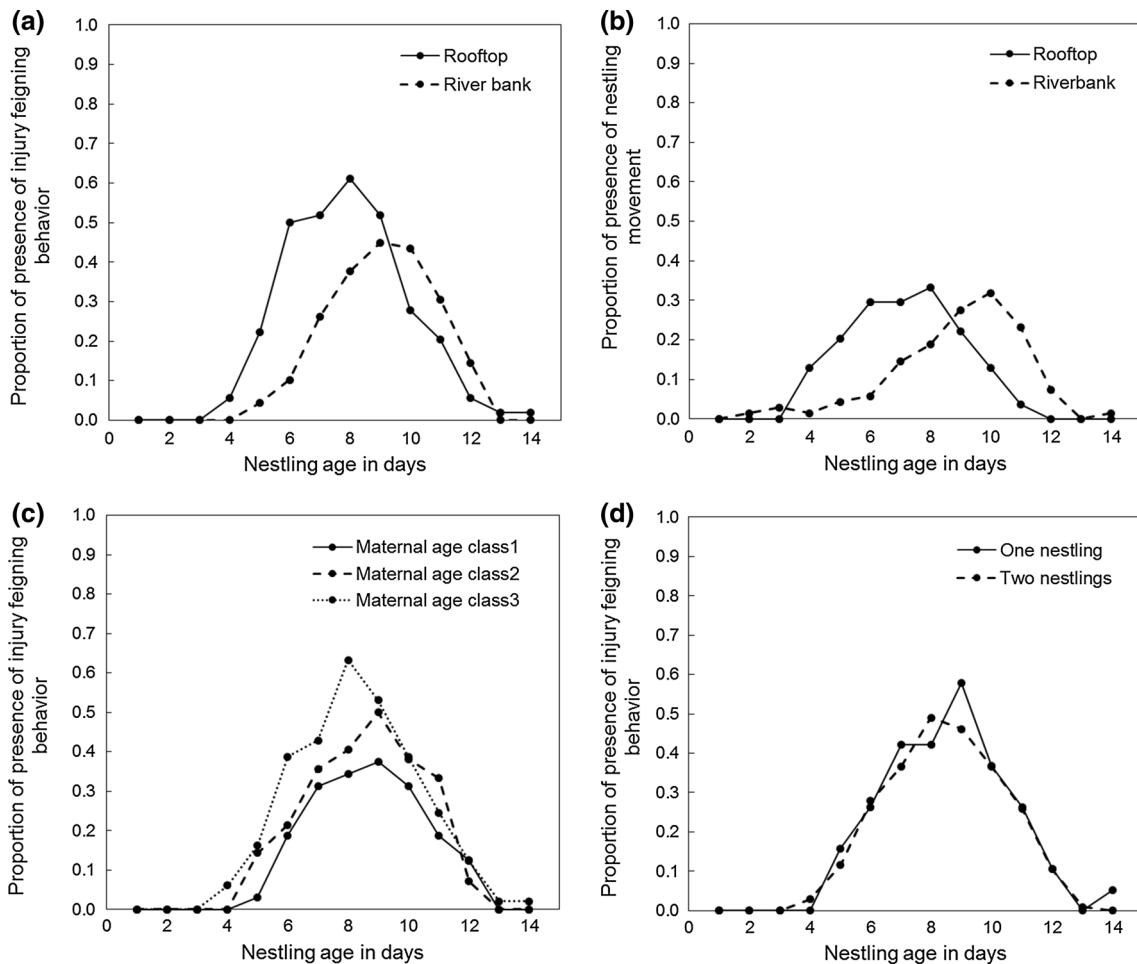 (a)
1.0
0.9
0.8
0.7
0.6
0.5
0.4
0.3
0.2
0.1
0.0
Proportion of presence of injury feigning
behavior
Rooftop
River bank
0 2 4 6 8 10 12 14
Nestling age in days
(b)
1.0
0.9
0.8
0.7
0.6
0.5
0.4
0.3
0.2
0.1
0.0
Proportion of presence of nestling
movement
Rooftop
Riverbank
0 2 4 6 8 10 12 14
Nestling age in days
(c)
1.0
0.9
0.8
0.7
0.6
0.5
0.4
0.3
0.2
0.1
0.0
Proportion of presence of injury feigning
behavior
Maternal age class1
Maternal age class2
Maternal age class3
0 2 4 6 8 10 12 14
Nestling age in days
(d)
1.0
0.9
0.8
0.7
0.6
0.5
0.4
0.3
0.2
0.1
0.0
Proportion of presence of injury feigning
behavior
One nestling
Two nestlings
0 2 4 6 8 10 12 14
Nestling age in days